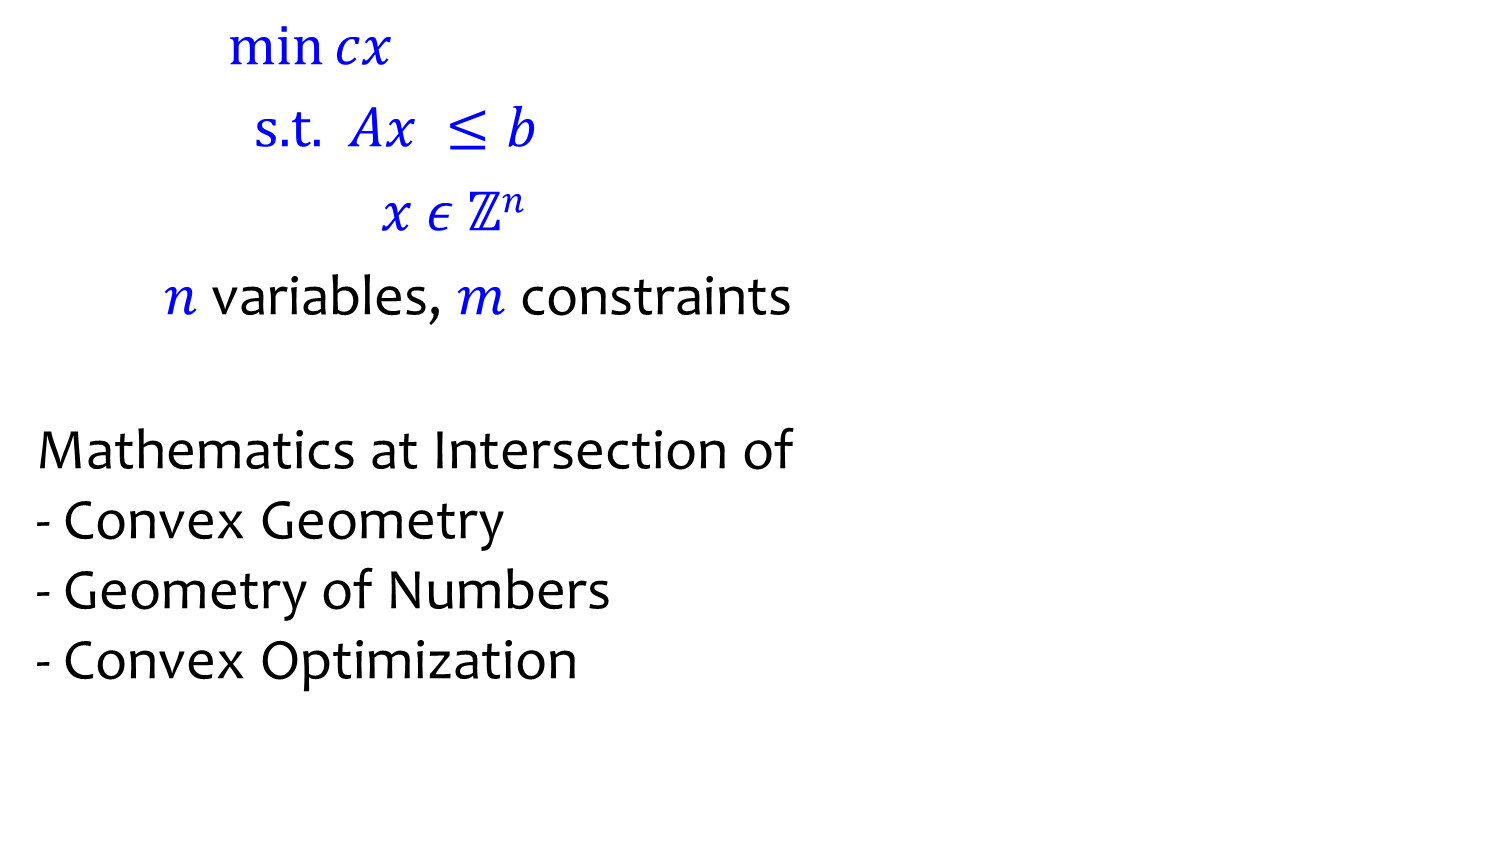 min 𝑐𝑥
s.t. 𝐴𝑥 ≤ 𝑏
𝑥 𝜖 ℤⁿ
𝑛 variables, 𝑚 constraints
Mathematics at Intersection of
- Convex Geometry
- Geometry of Numbers
- Convex Optimization